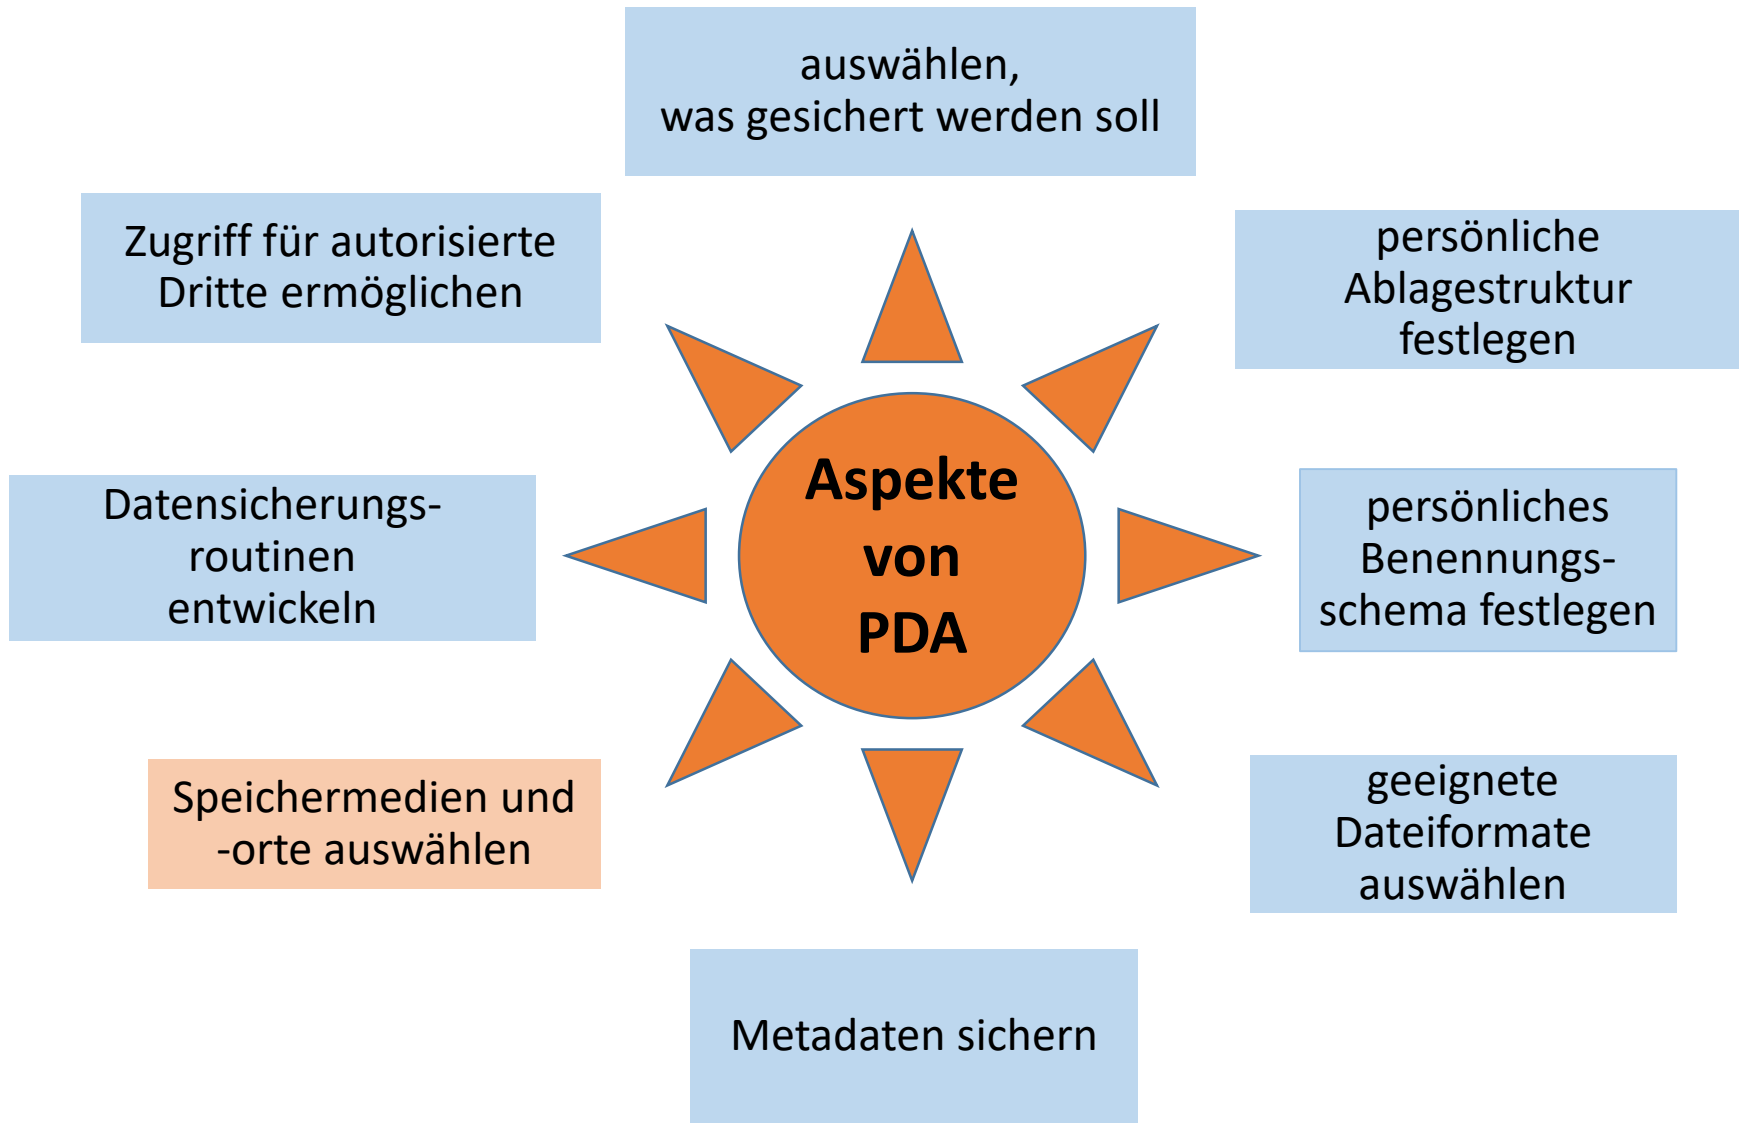 auswählen,
was gesichert werden soll
Zugriff für autorisierte
Dritte ermöglichen
persönliche
Ablagestruktur
festlegen
Aspekte
von
PDA
Datensicherungs-
routinen
entwickeln
persönliches
Benennungs-
schema festlegen
Speichermedien und
-orte auswählen
geeignete
Dateiformate
auswählen
Metadaten sichern